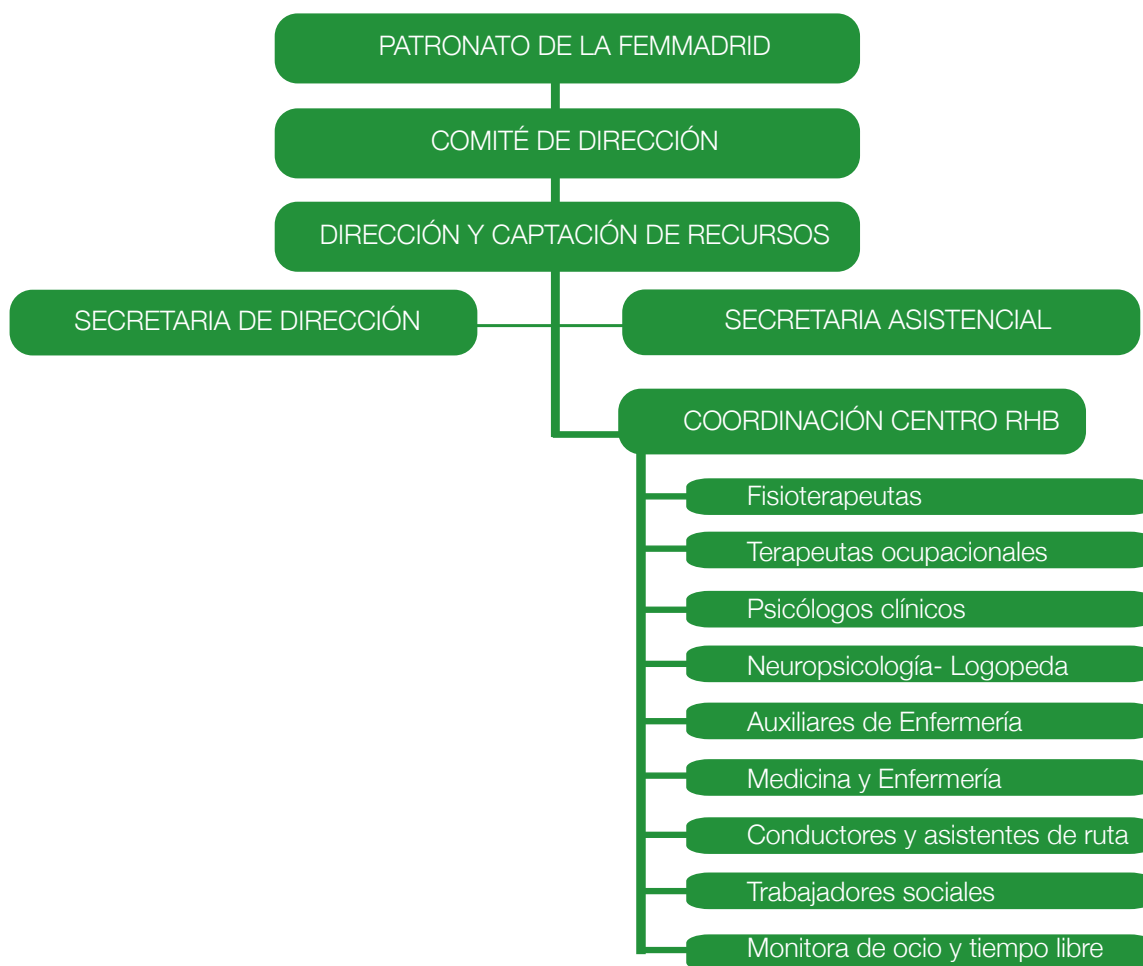 PATRONATO DE LA FEMMADRID
COMITÉ DE DIRECCIÓN
DIRECCIÓN Y CAPTACIÓN DE RECURSOS
SECRETARIA DE DIRECCIÓN
SECRETARIA ASISTENCIAL
COORDINACIÓN CENTRO RHB
Fisioterapeutas
Terapeutas ocupacionales
Psicólogos clínicos
Neuropsicología- Logopeda
Auxiliares de Enfermería
Medicina y Enfermería
Conductores y asistentes de ruta
Trabajadores sociales
Monitora de ocio y tiempo libre